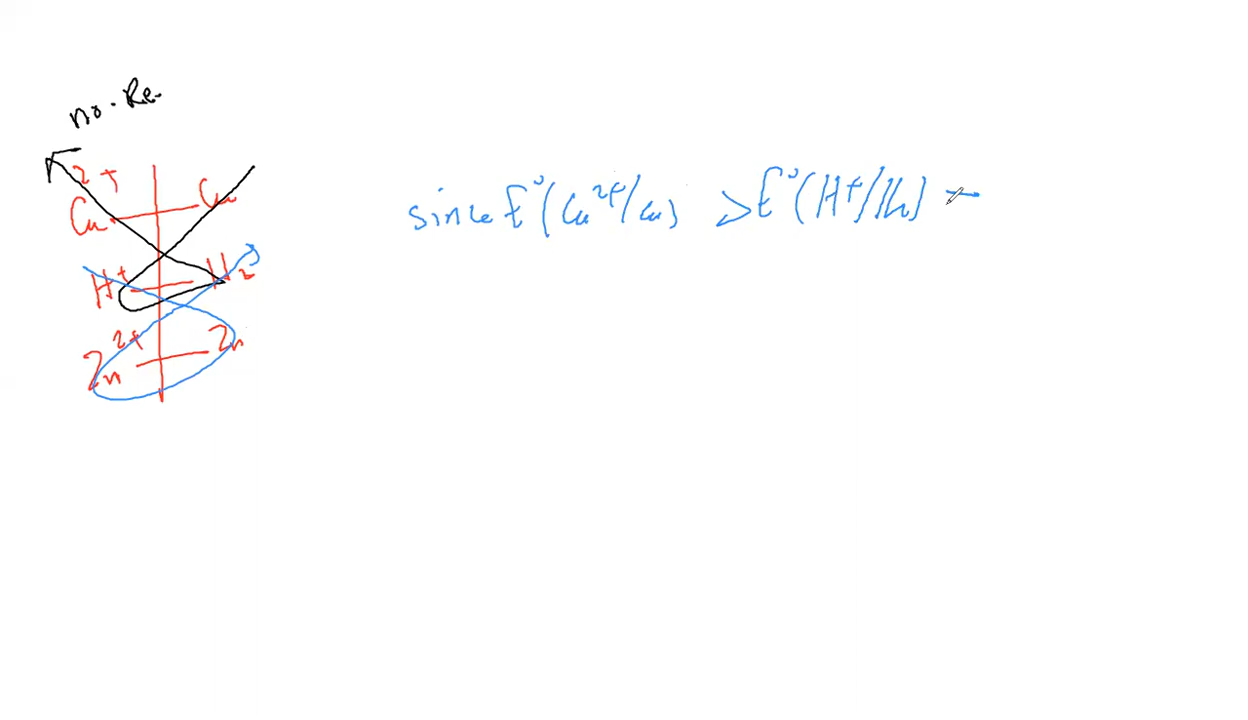 no. Re.
Cu²⁺ Cu
H⁺ H₂
Zn²⁺ Zn
since E°(Cu²⁺/Cu) > E°(H⁺/H₂)